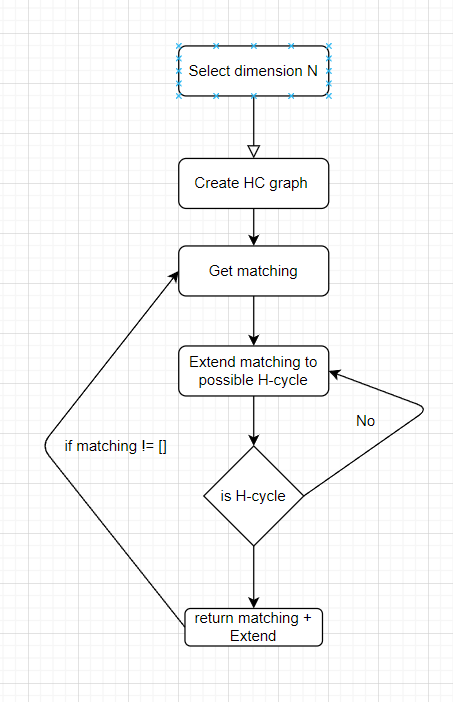 Select dimension N
Create HC graph
Get matching
Extend matching to
possible H-cycle
No
if matching != []
is H-cycle
return matching +
Extend